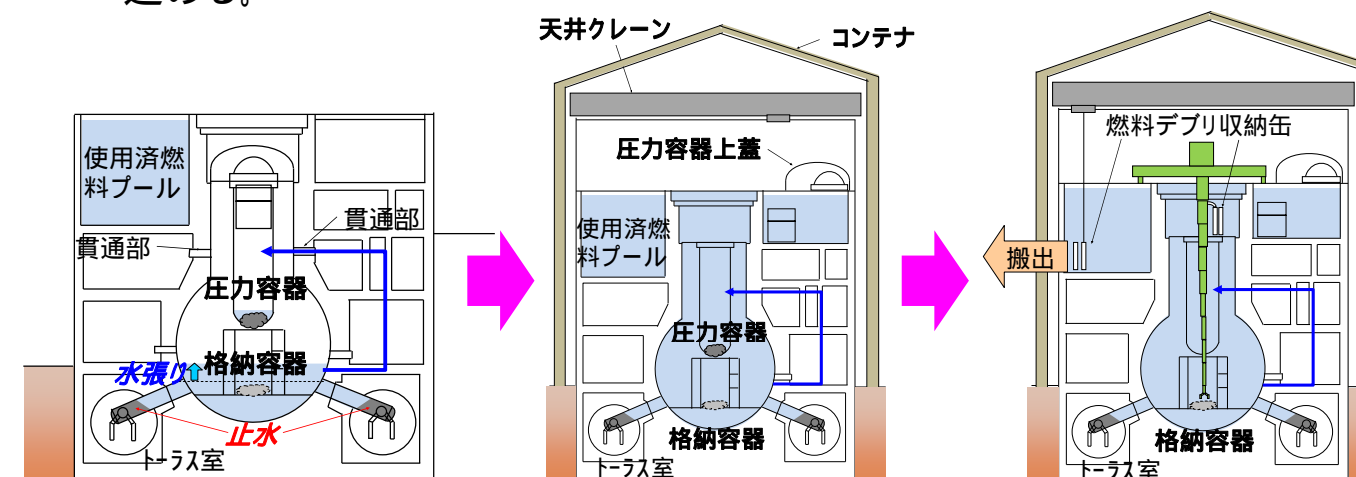 進める。
使用済燃
料プール
貫通部
貫通部
圧力容器
格納容器
水張り
止水
トーラス室
天井クレーン
コンテナ
圧力容器上蓋
使用済燃
料プール
圧力容器
格納容器
トーラス室
燃料デブリ収納缶
搬出
格納容器
トーラス室